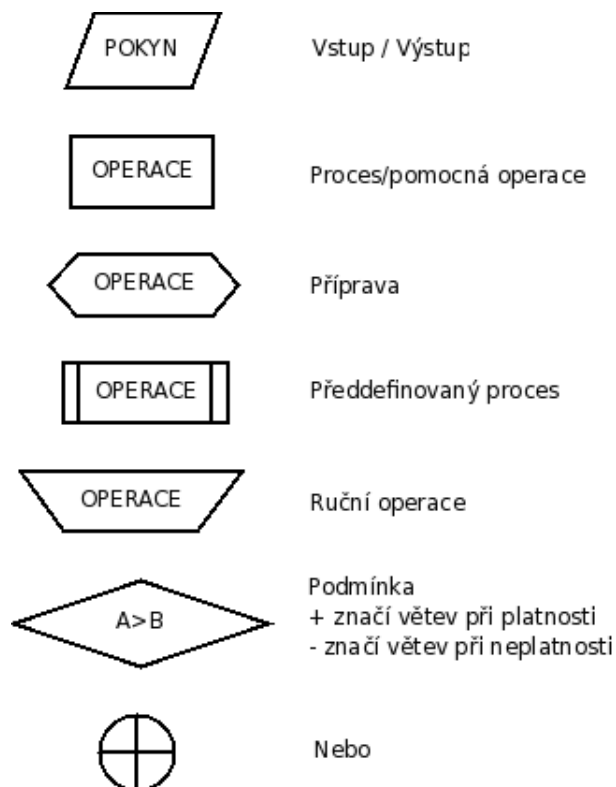 POKYN Vstup / Výstup
OPERACE Proces/pomocná operace
OPERACE Příprava
OPERACE Předdefinovaný proces
OPERACE Ruční operace
A>B Podmínka
+ značí větev při platnosti
- značí větev při neplatnosti
Nebo